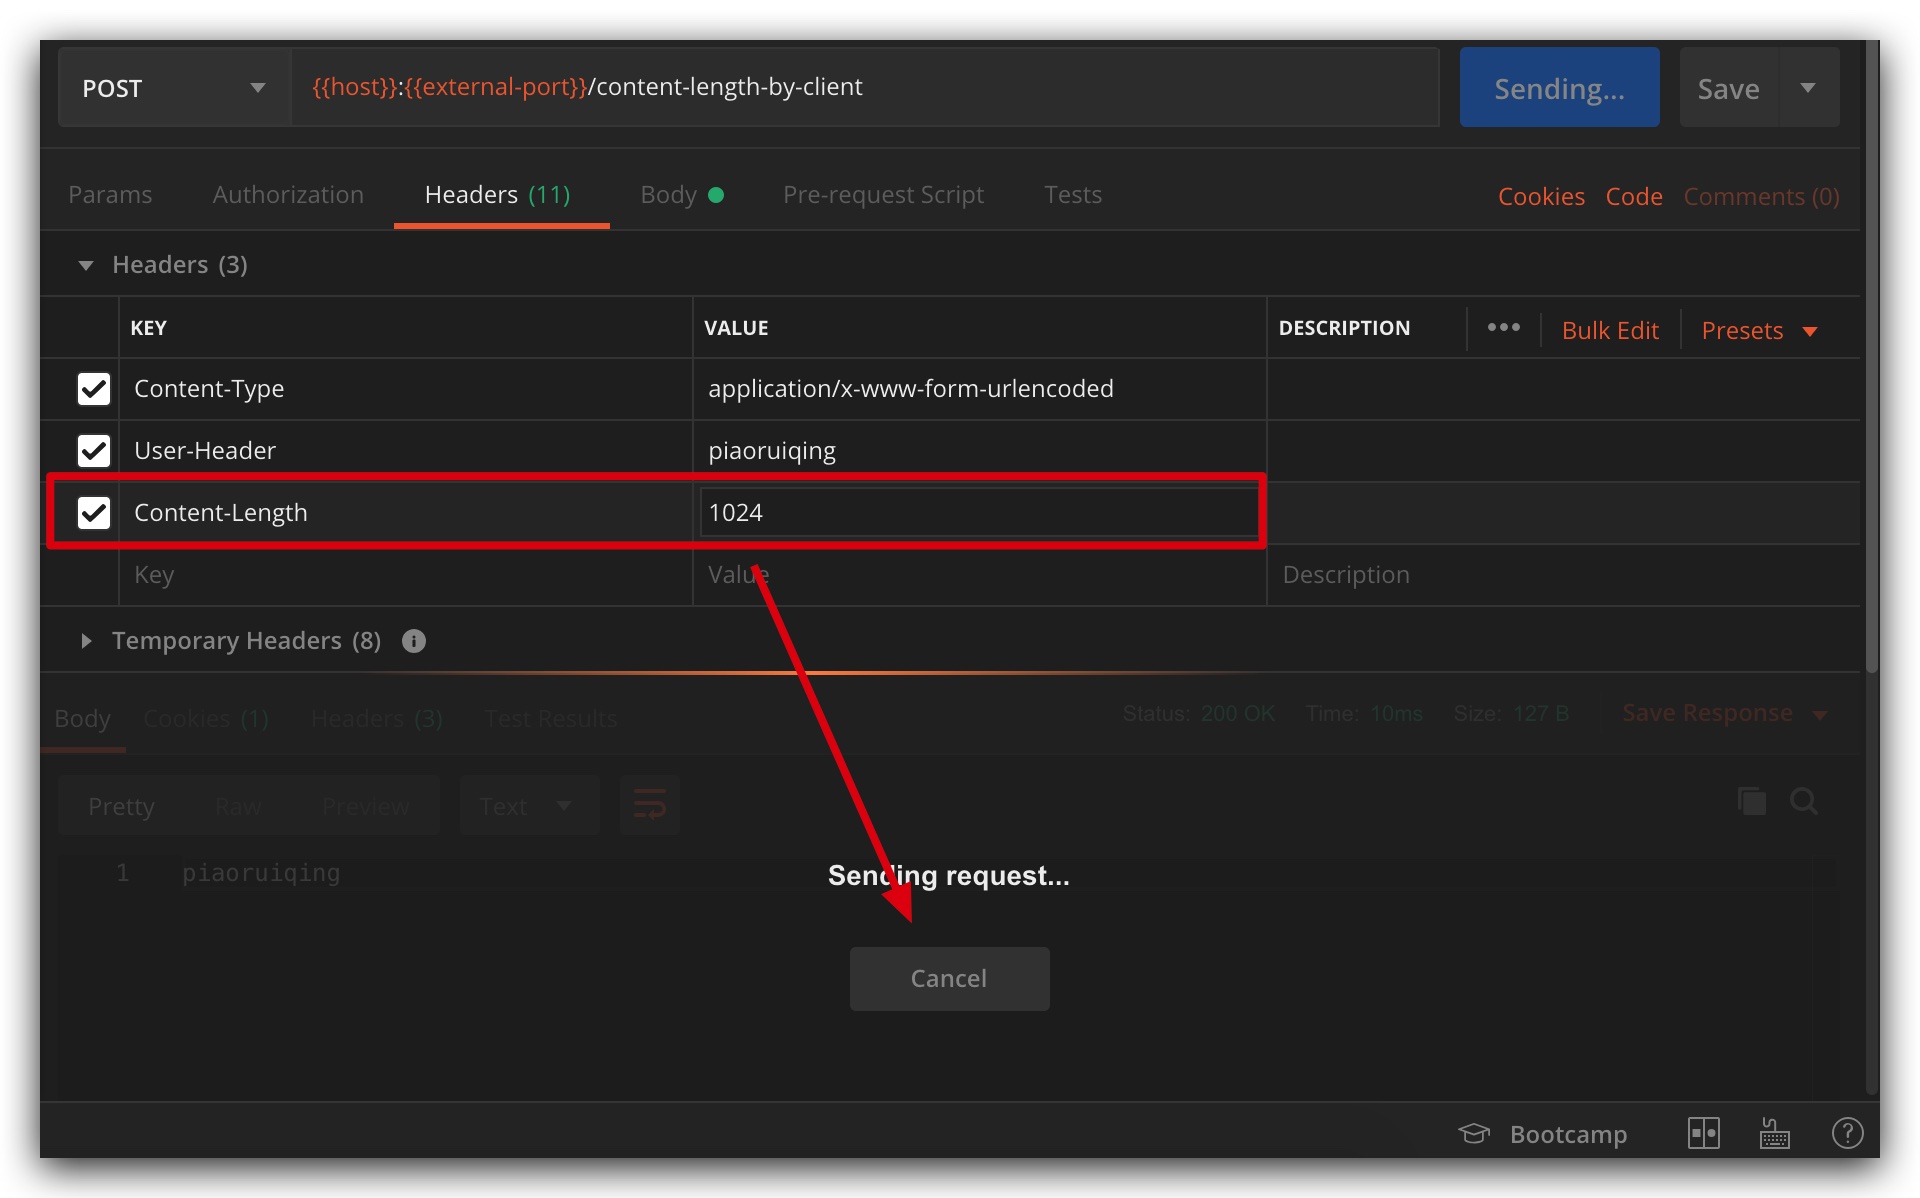 POST {{host}}:{{external-port}}/content-length-by-client Sending... Save
Params Authorization Headers (11) Body Pre-request Script Tests Cookies Code Comments (0)
Headers (3)
KEY VALUE DESCRIPTION ••• Bulk Edit Presets
Content-Type application/x-www-form-urlencoded
User-Header piaoruiqing
Content-Length 1024
Key Value Description
Temporary Headers (8)
Body Cookies (1) Headers (3) Test Results Status: 200 OK Time: 10ms Size: 127 B Save Response
Pretty Raw Preview Text
1 piaoruiqing
Sending request...
Cancel
Bootcamp